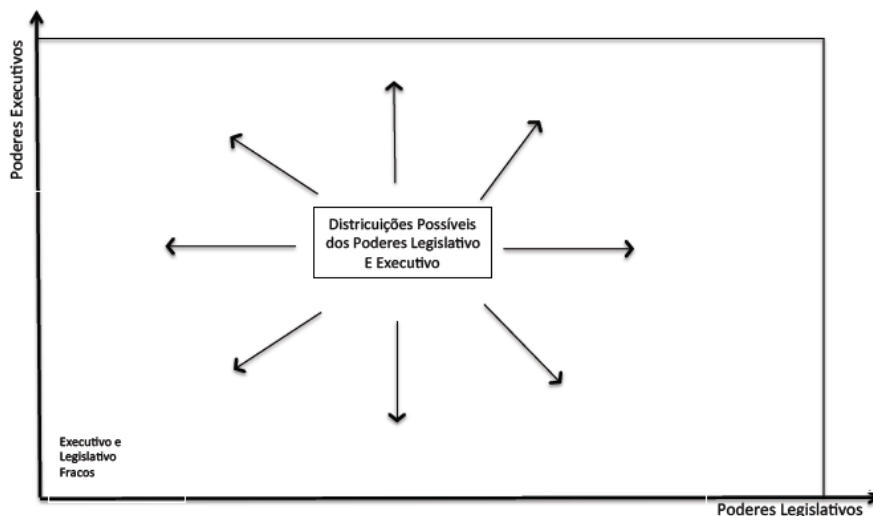 Poderes Executivos
Districuições Possíveis
dos Poderes Legislativo
E Executivo
Executivo e
Legislativo
Fracos
Poderes Legislativos